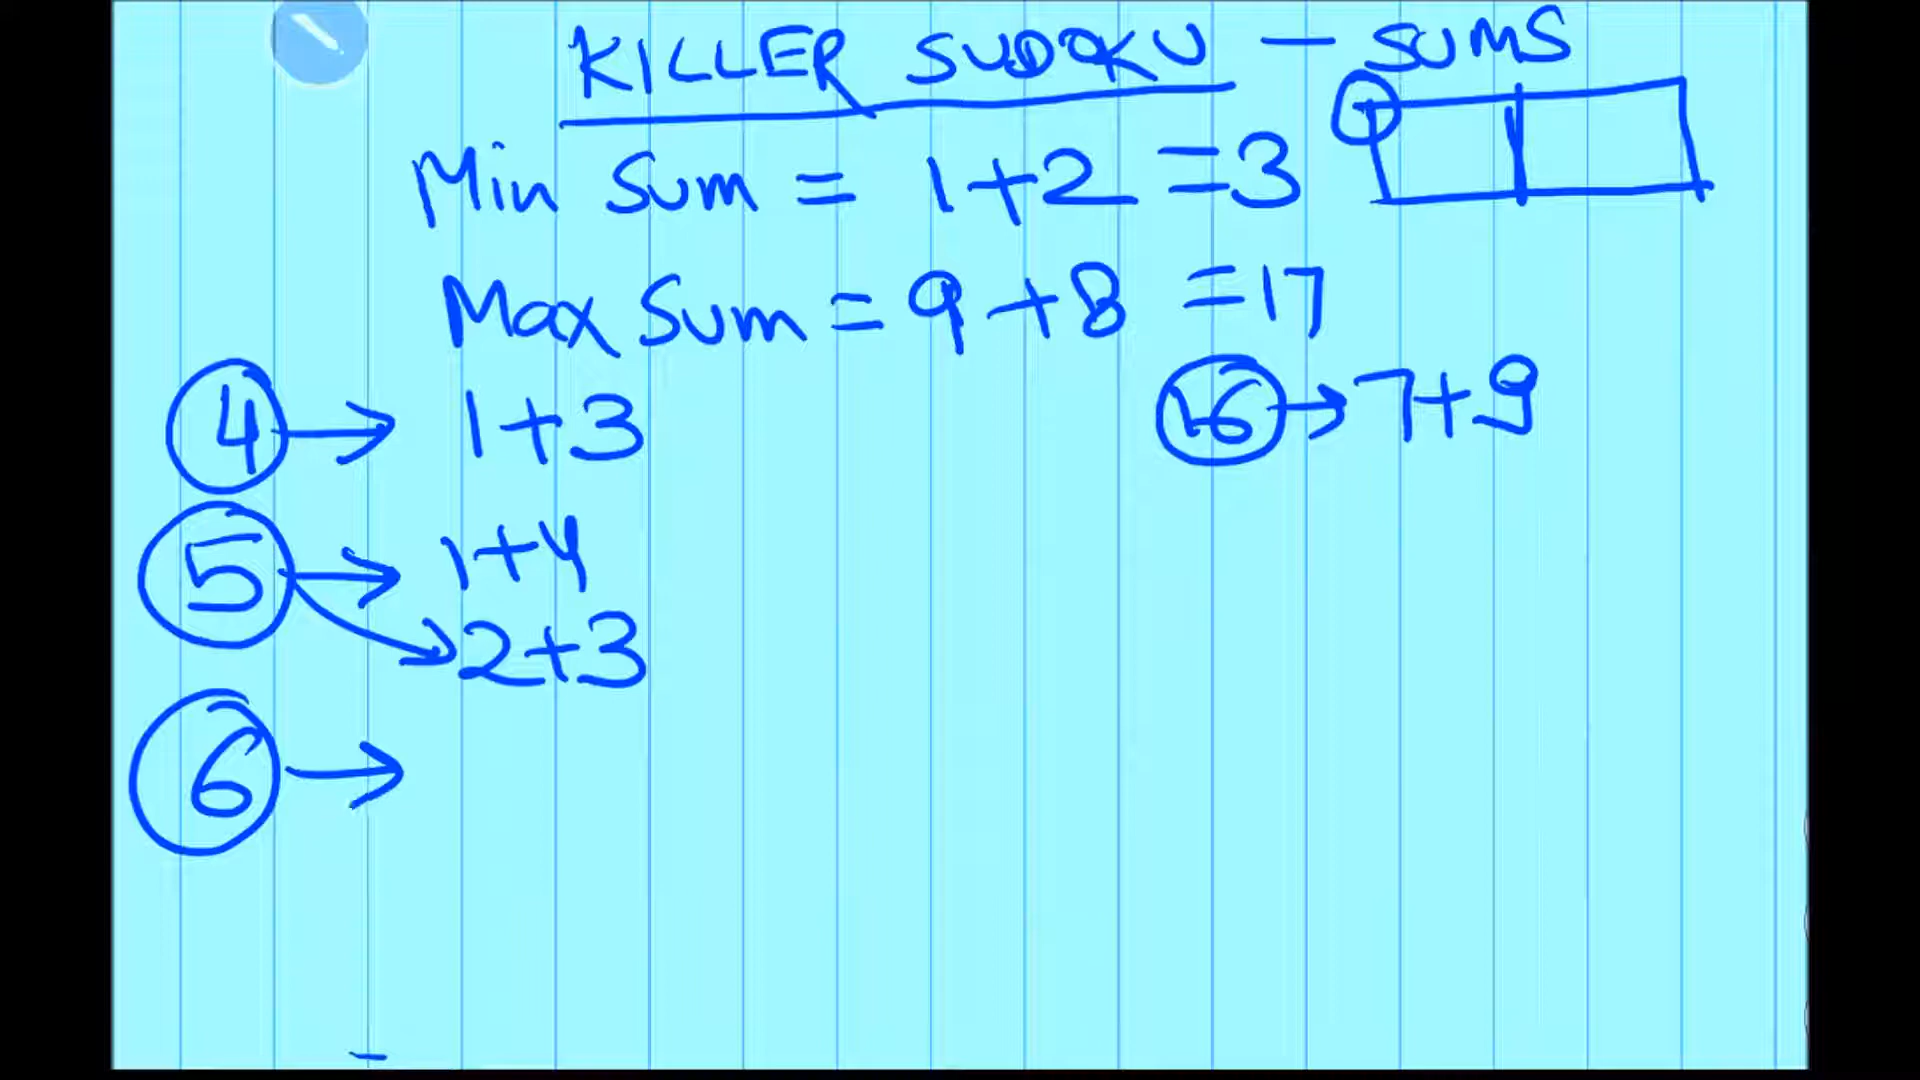 KILLER SUDOKU - SUMS
Min Sum = 1+2 = 3
Max Sum = 9+8 = 17
4 → 1+3
16 → 7+9
5 → 1+4
→ 2+3
6 →